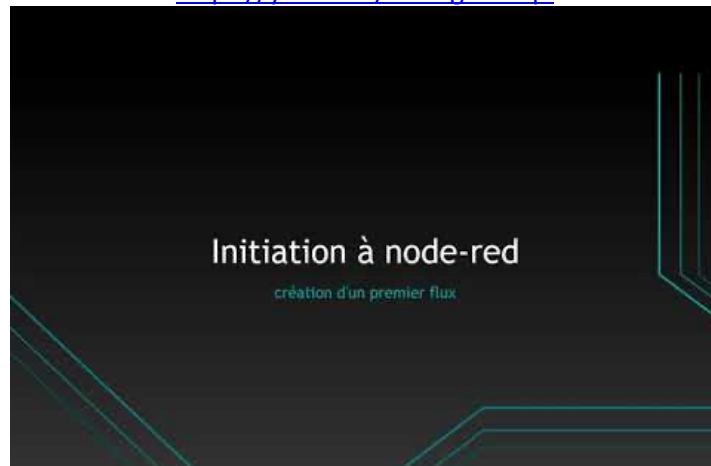 Initiation à node-red
création d'un premier flux